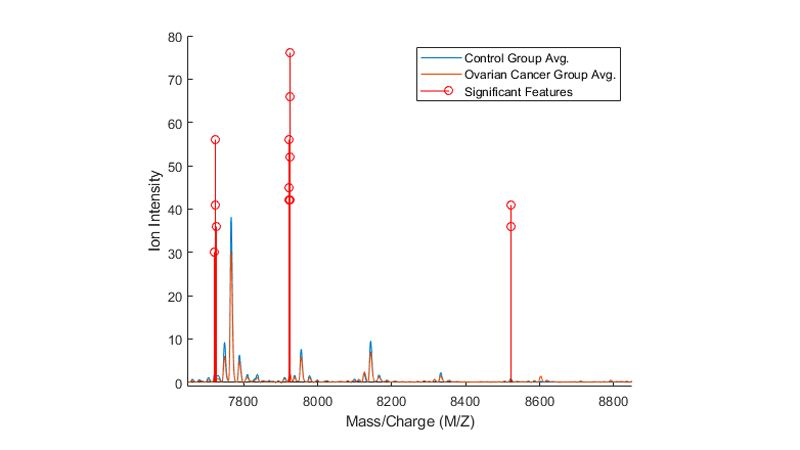 80
70
60
50
40
30
20
10
0
Ion Intensity
Control Group Avg.
Ovarian Cancer Group Avg.
Significant Features
7800 8000 8200 8400 8600 8800
Mass/Charge (M/Z)